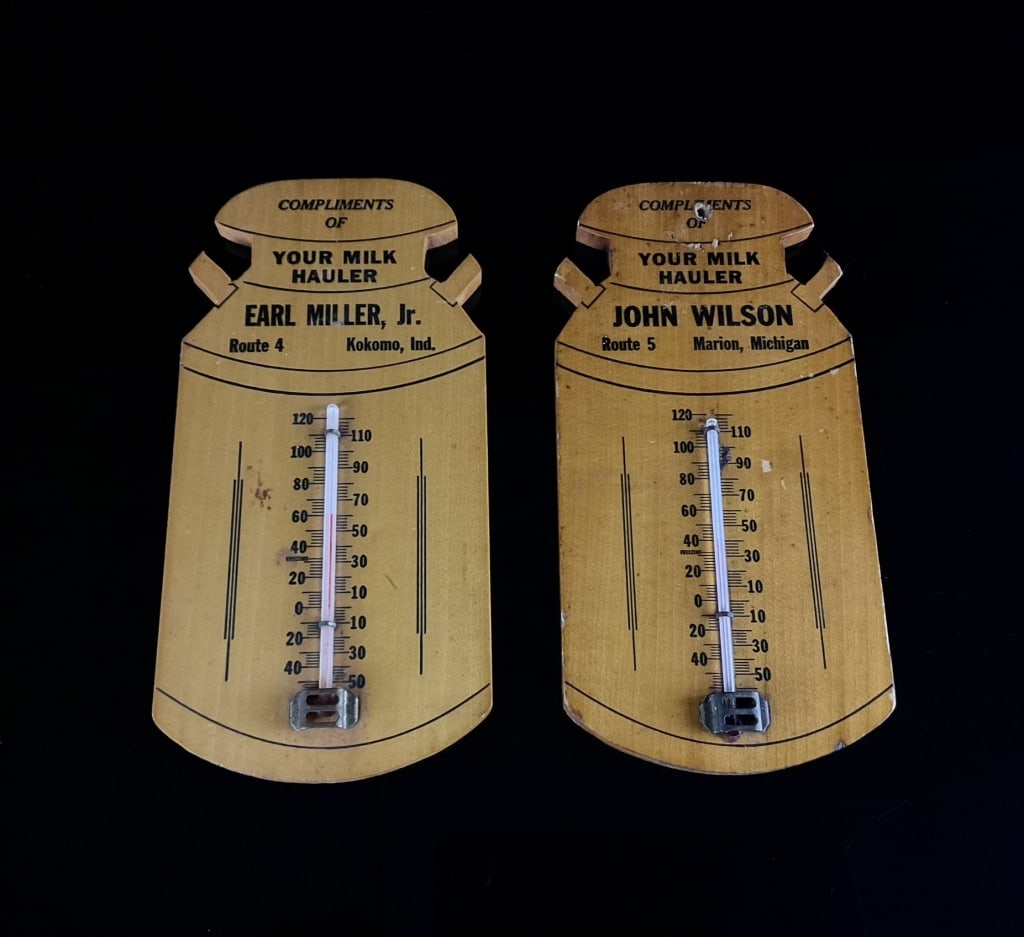 COMPLIMENTS
OF
YOUR MILK
HAULER
EARL MILLER, Jr.
Route 4 Kokomo, Ind.
120
110
100
90
80
70
60
50
40
30
20
10
0
10
20
30
40
50
COMPLIMENTS
OF
YOUR MILK
HAULER
JOHN WILSON
Route 5 Marion, Michigan
120
110
100
90
80
70
60
50
40
FREEZING
30
20
10
0
10
20
30
40
50